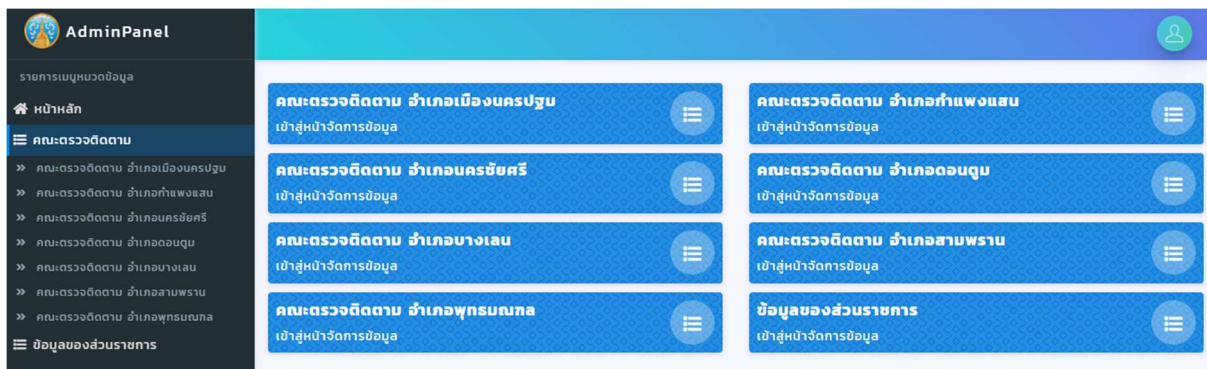 AdminPanel
รายการเมนูหมวดข้อมูล
หน้าหลัก
คณะตรวจติดตาม
คณะตรวจติดตาม อำเภอเมืองนครปฐม
คณะตรวจติดตาม อำเภอกำแพงแสน
คณะตรวจติดตาม อำเภอนครชัยศรี
คณะตรวจติดตาม อำเภอดอนตูม
คณะตรวจติดตาม อำเภอบางเลน
คณะตรวจติดตาม อำเภอสามพราน
คณะตรวจติดตาม อำเภอพุทธมณฑล
ข้อมูลของส่วนราชการ
คณะตรวจติดตาม อำเภอเมืองนครปฐม
เข้าสู่หน้าจัดการข้อมูล
คณะตรวจติดตาม อำเภอกำแพงแสน
เข้าสู่หน้าจัดการข้อมูล
คณะตรวจติดตาม อำเภอนครชัยศรี
เข้าสู่หน้าจัดการข้อมูล
คณะตรวจติดตาม อำเภอดอนตูม
เข้าสู่หน้าจัดการข้อมูล
คณะตรวจติดตาม อำเภอบางเลน
เข้าสู่หน้าจัดการข้อมูล
คณะตรวจติดตาม อำเภอสามพราน
เข้าสู่หน้าจัดการข้อมูล
คณะตรวจติดตาม อำเภอพุทธมณฑล
เข้าสู่หน้าจัดการข้อมูล
ข้อมูลของส่วนราชการ
เข้าสู่หน้าจัดการข้อมูล